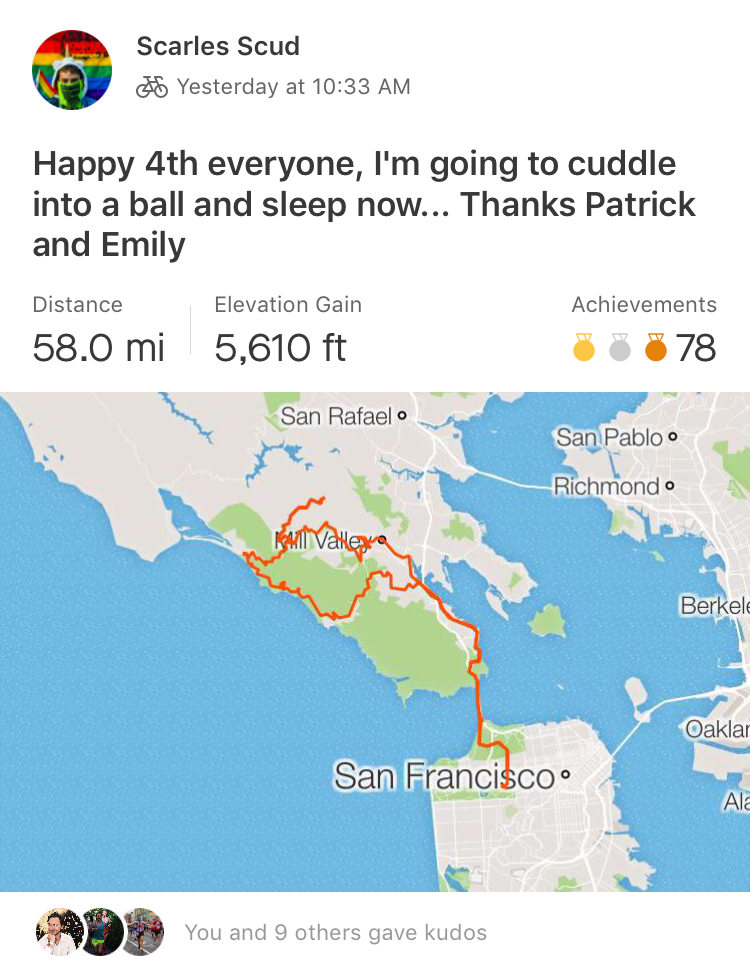 Scarles Scud
Yesterday at 10:33 AM
Happy 4th everyone, I'm going to cuddle
into a ball and sleep now... Thanks Patrick
and Emily
Distance
Elevation Gain
Achievements
58.0 mi
5,610 ft
78
San Rafael
San Pablo
Richmond
Mill Valley
Berkele
Oaklar
San Francisco
Ala
You and 9 others gave kudos